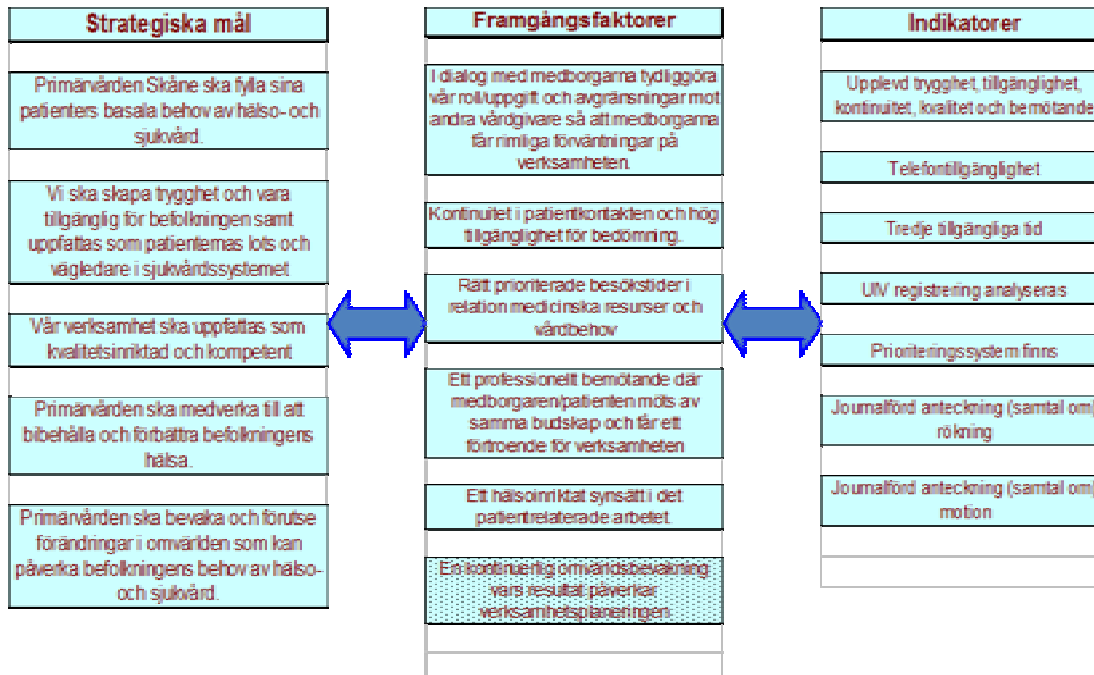 Strategiska mål
Primärvården Skåne ska fylla sina
patienters basala behov av hälso- och
sjukvård.
Vi ska skapa trygghet och vara
tillgänglig för befolkningen samt
uppfattas som patienternas lots och
vägledare i sjukvårdssystemet
Vår verksamhet ska uppfattas som
kvalitetsinriktad och kompetent
Primärvården ska medverka till att
bibehålla och förbättra befolkningens
hälsa.
Primärvården ska bevaka och förutse
förändringar i omvärlden som kan
påverka befolkningens behov av hälso-
och sjukvård.
Framgångsfaktorer
I dialog med medborgarna tydliggöra
vår roll/uppgift och avgränsningar mot
andra vårdgivare så att medborgarna
får rimliga förväntningar på
verksamheten.
Kontinuitet i patientkontakten och hög
tillgänglighet för bedömning.
Rätt prioriterade besökstider i
relation medicinska resurser och
vårdbehov
Ett professionellt bemötande där
medborgaren/patienten möts av
samma budskap och får ett
förtroende för verksamheten
Ett hälsoinriktat synsätt i det
patientrelaterade arbetet.
En kontinuerlig omvärldsbevakning
vars resultat påverkar
verksamhetsplaneringen
Indikatorer
Upplevd trygghet, tillgänglighet,
kontinuitet, kvalitet och bemötande
Telefontillgänglighet
Tredje tillgängliga tid
registrering analyseras
Prioriteringssystem finns
Journalförd anteckning (samtal om)
rökning
Journalförd anteckning (samtal om)
motion